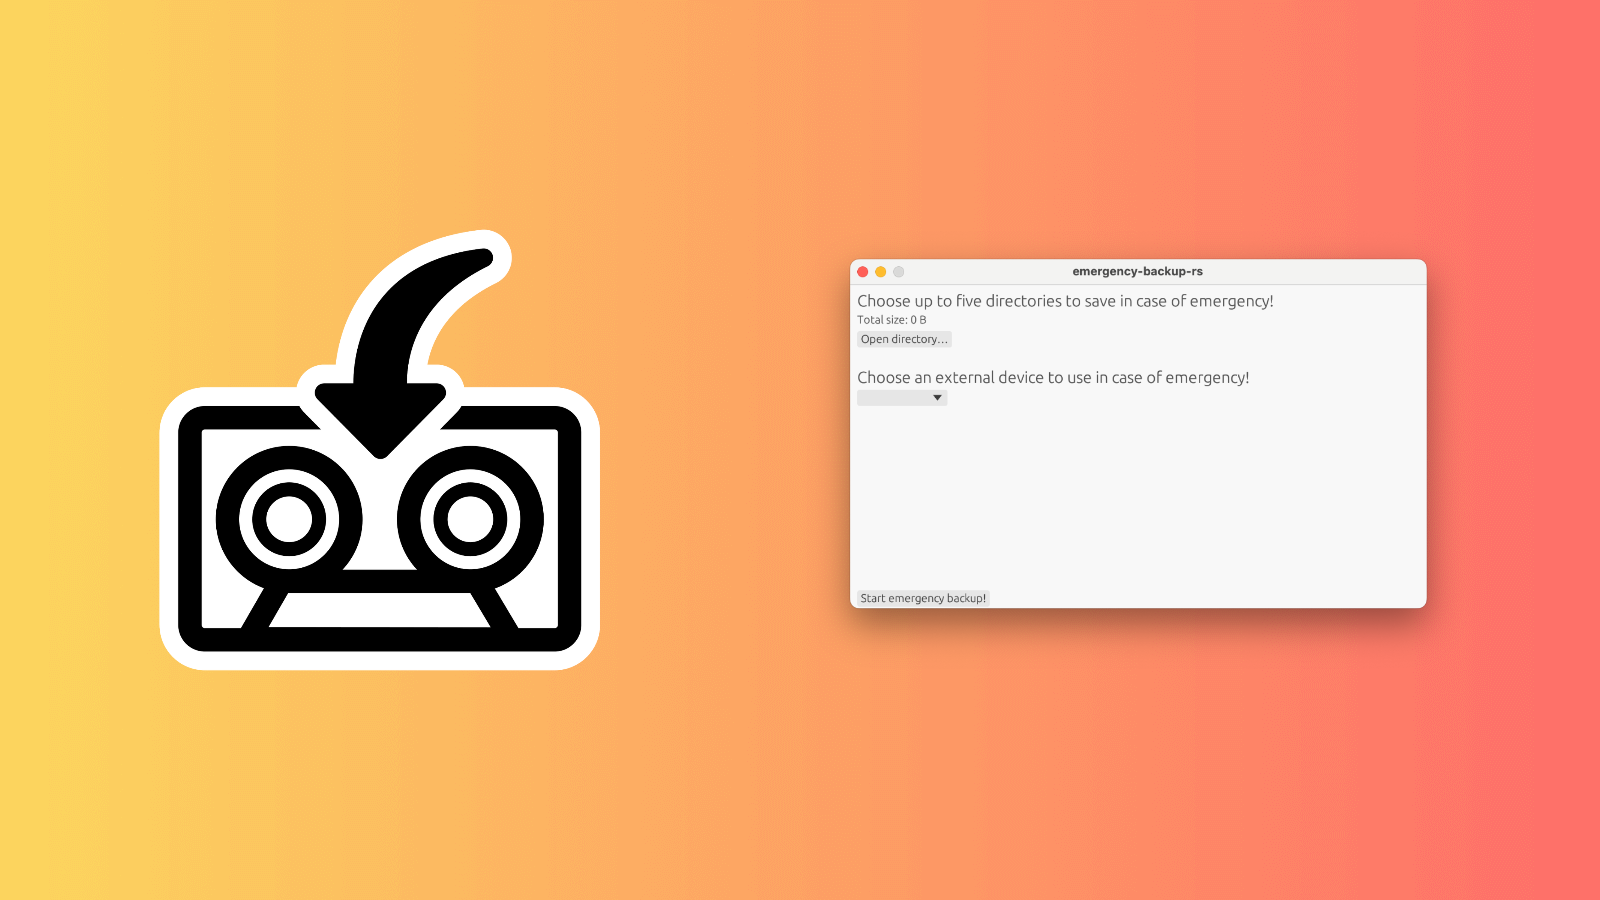 emergency-backup-rs
Choose up to five directories to save in case of emergency!
Total size: 0 B
Open directory...
Choose an external device to use in case of emergency!
Start emergency backup!